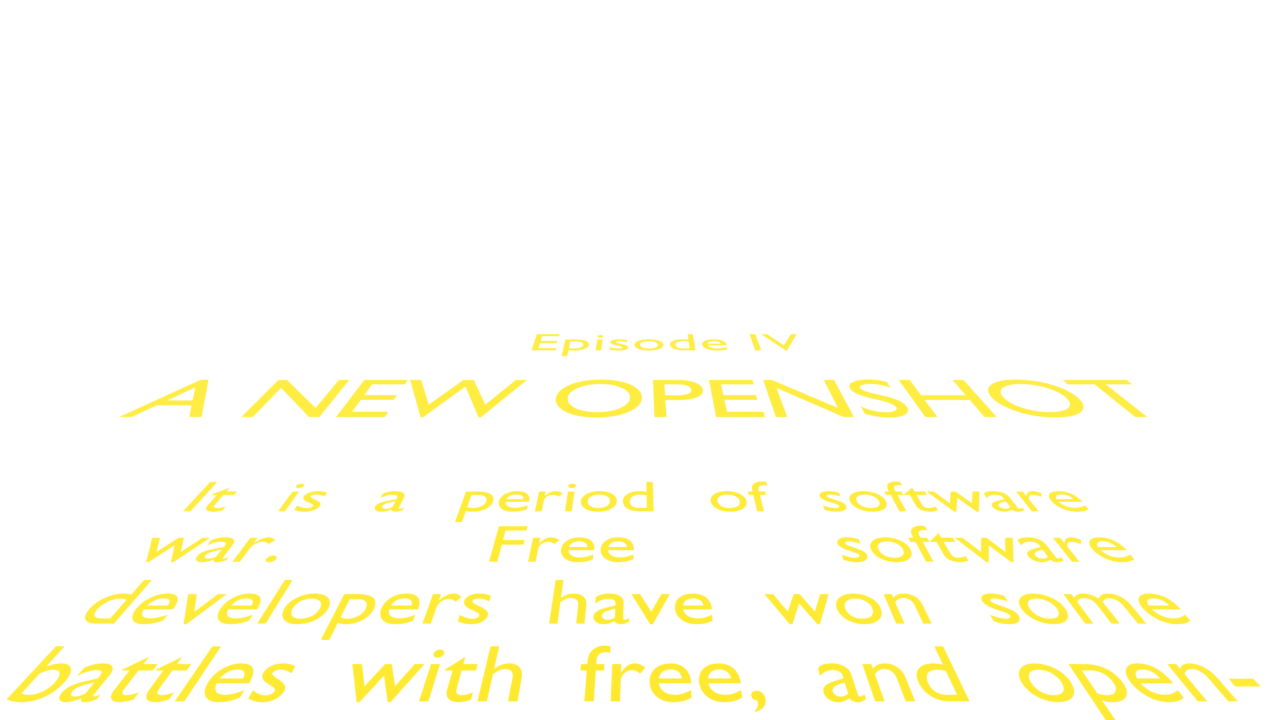 Episode IV
A NEW OPENSHOT
It is a period of software
war. Free software
developers have won some
battles with free, and open-